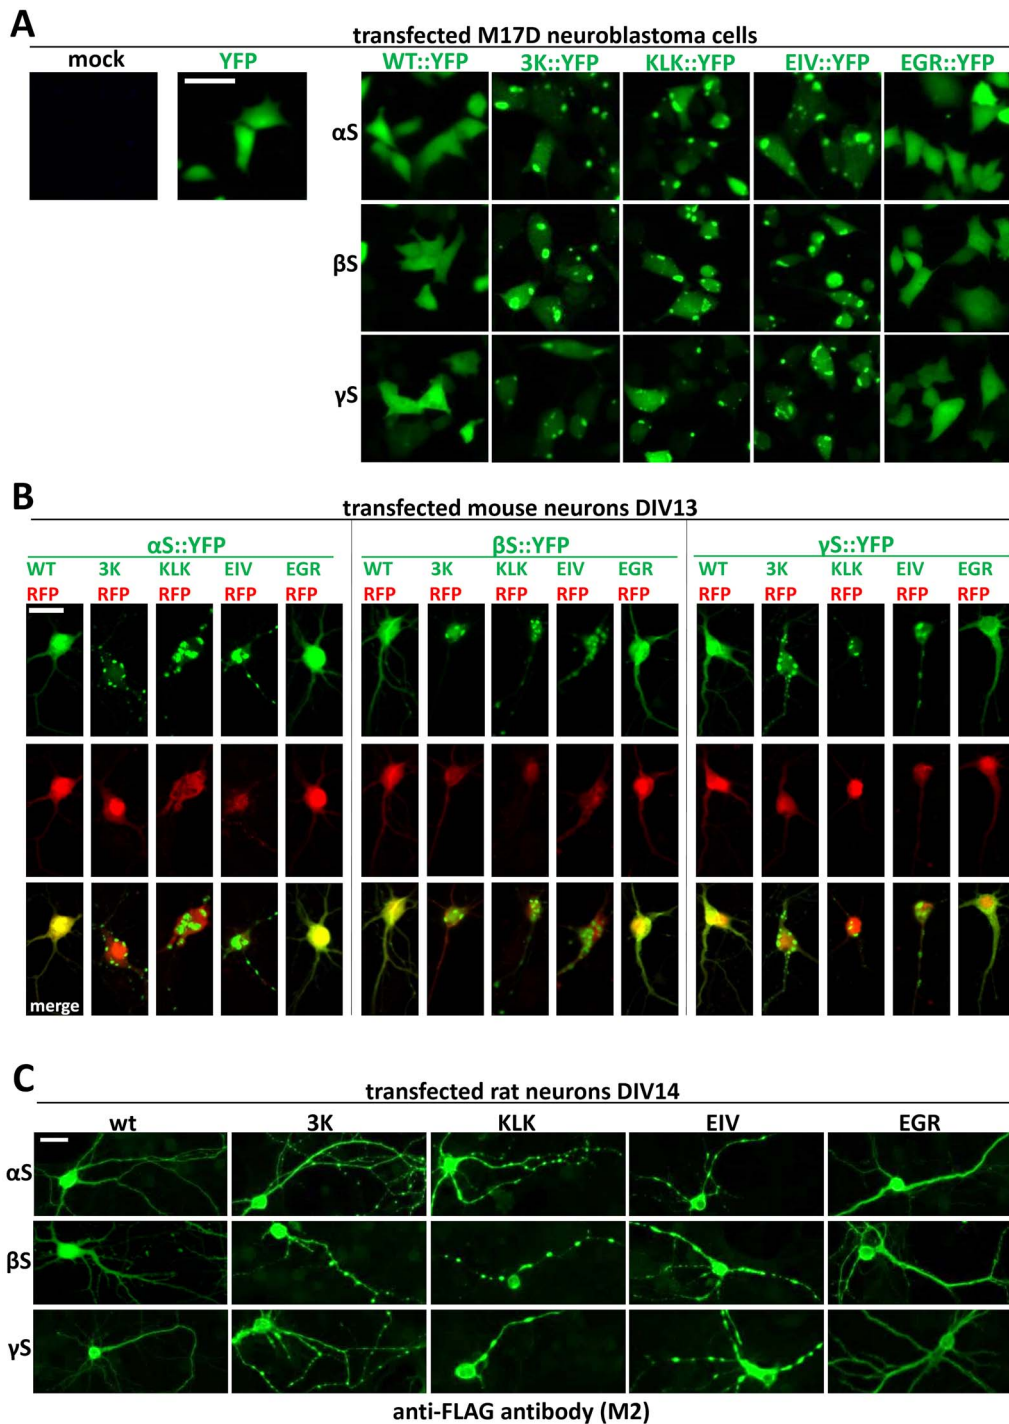 A
transfected M17D neuroblastoma cells
mock YFP WT::YFP 3K::YFP KLK::YFP EIV::YFP EGR::YFP
αS
βS
γS
B
transfected mouse neurons DIV13
αS::YFP βS::YFP γS::YFP
WT 3K KLK EIV EGR WT 3K KLK EIV EGR WT 3K KLK EIV EGR
RFP RFP RFP RFP RFP RFP RFP RFP RFP RFP RFP RFP RFP RFP RFP
merge
C
transfected rat neurons DIV14
wt 3K KLK EIV EGR
αS
βS
γS
anti-FLAG antibody (M2)